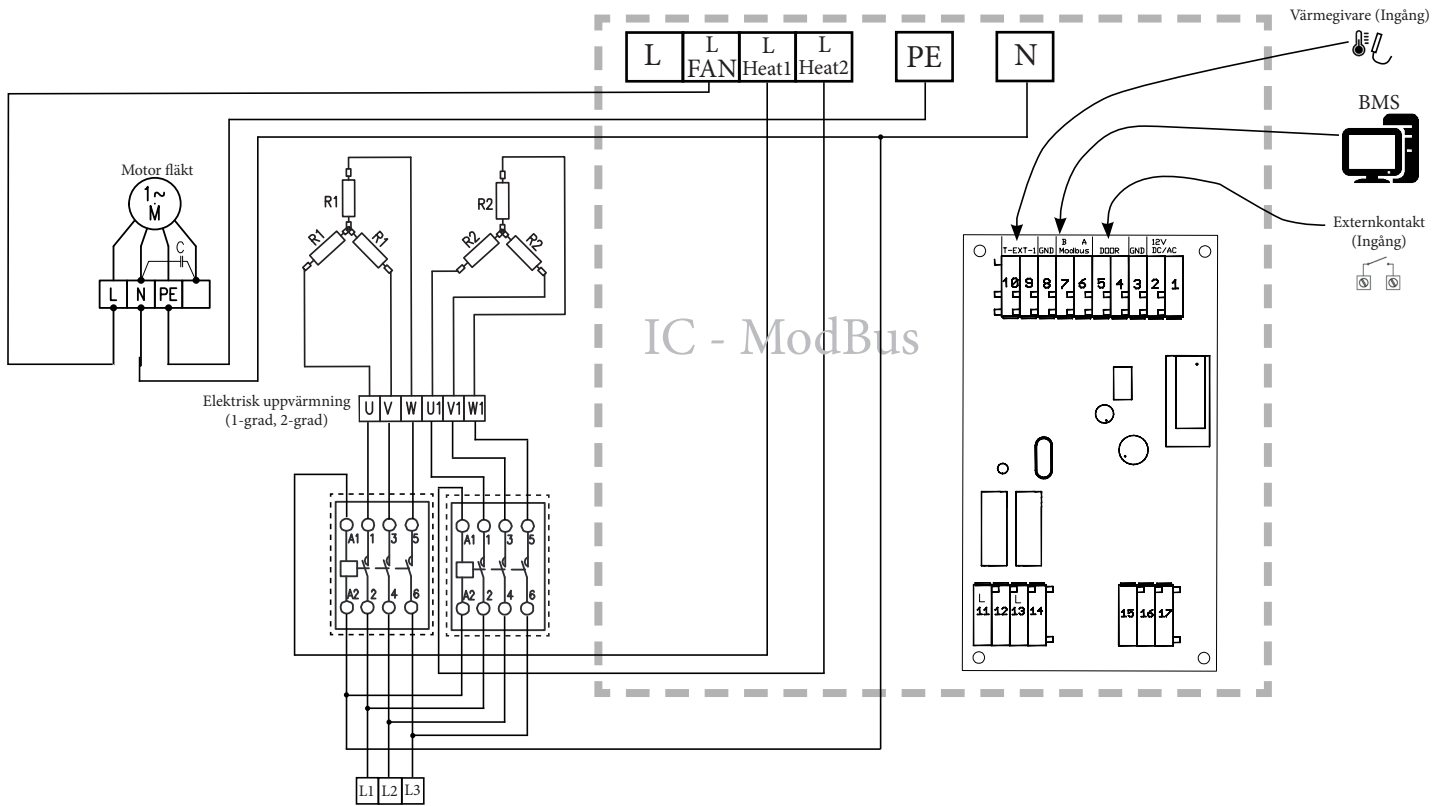 Värmegivare (Ingång)
L
L
FAN
L
Heat1
L
Heat2
PE
N
BMS
Motor fläkt
1~
M
C
L N PE
R1
R1
R1
R2
R2
R2
Externkontakt
(Ingång)
T-EXT-1 GND B A Modbus DOOR GND 12V DC/AC
L
10 9 8 7 6 5 4 3 2 1
IC - ModBus
Elektrisk uppvärmning
(1-grad, 2-grad)
U V W U1 V1 W1
A1 1 3 5
A2 2 4 6
A1 1 3 5
A2 2 4 6
L L
11 12 13 14
15 16 17
L1 L2 L3